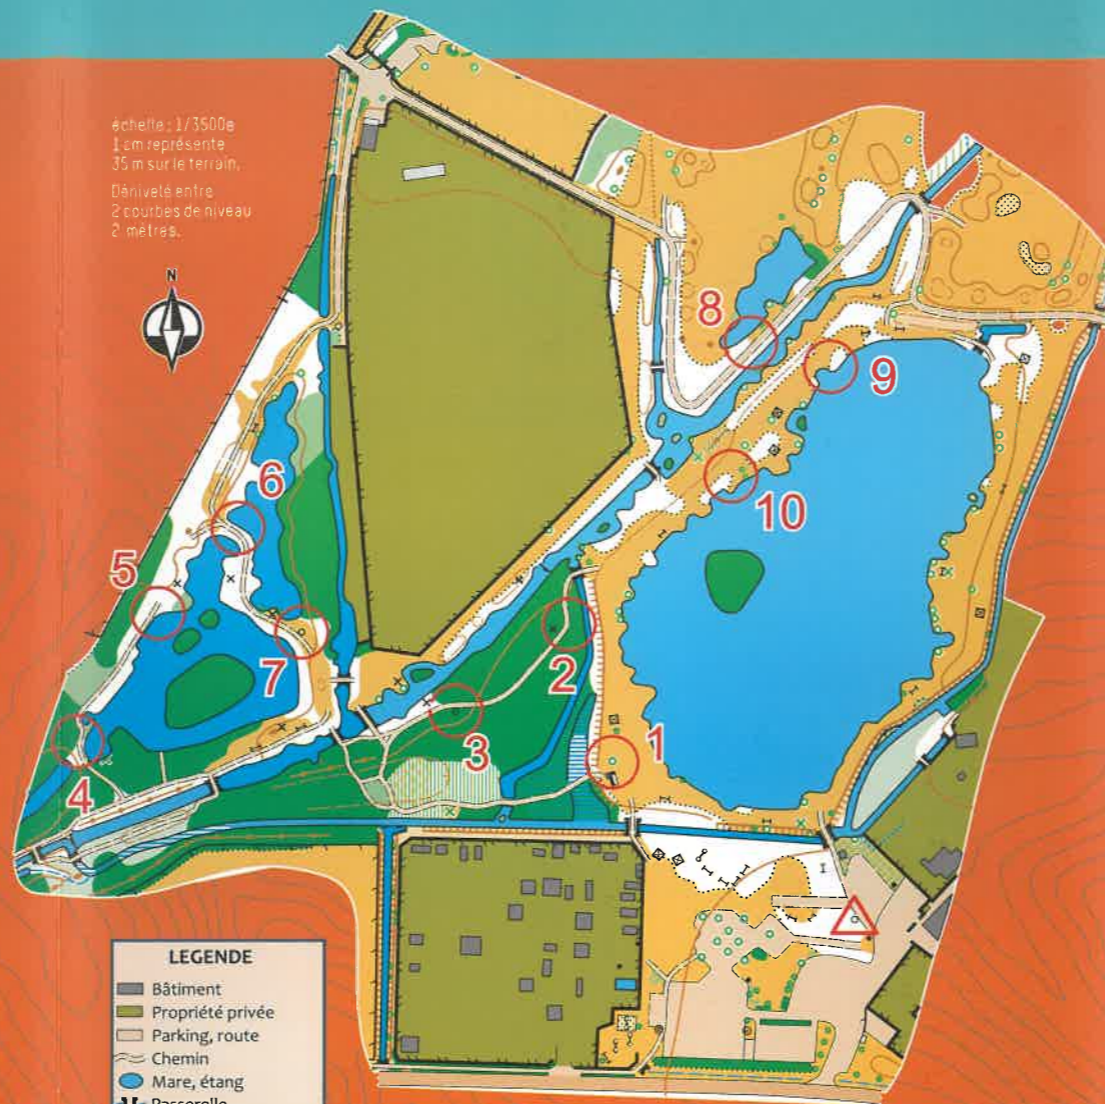 échelle : 1/3500e
1 cm représente
35 m sur le terrain.
Dénivelé entre
2 courbes de niveau
2 mètres.
N
8
9
6
10
5
7
2
3
1
4
LEGENDE
Bâtiment
Propriété privée
Parking, route
Chemin
Mare, étang
Passerelle